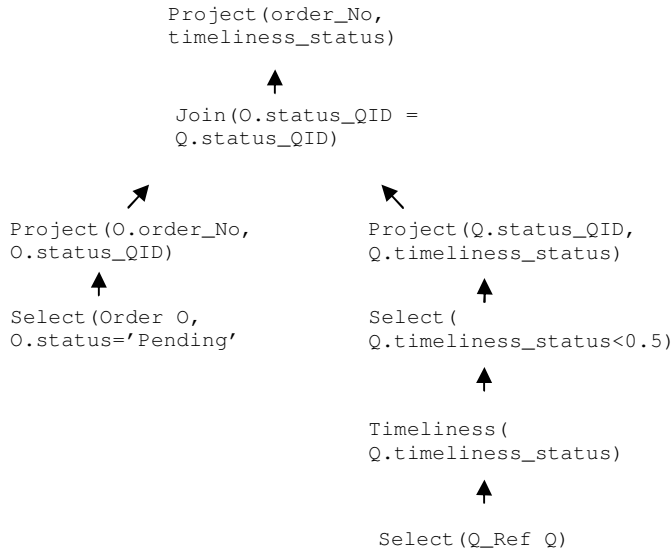 Project(order_No,
timeliness_status)
Join(O.status_QID =
Q.status_QID)
Project(O.order_No,
O.status_QID)
Project(Q.status_QID,
Q.timeliness_status)
Select(Order O,
O.status=’Pending’
Select(
Q.timeliness_status<0.5)
Timeliness(
Q.timeliness_status)
Select(Q_Ref Q)